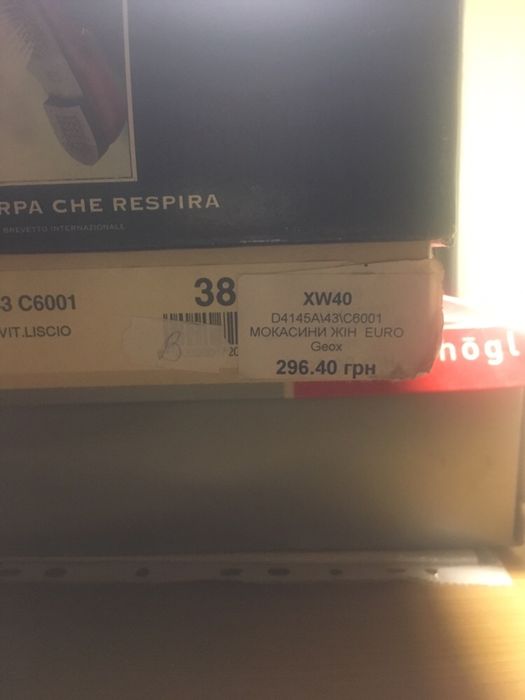 RPA CHE RESPIRA
BREVETTO INTERNAZIONALE
3 C6001
38
VIT.LISCIO
XW40
D4145A\43\C6001
МОКАСИНИ ЖІН EURO
Geox
296.40 грн
högl